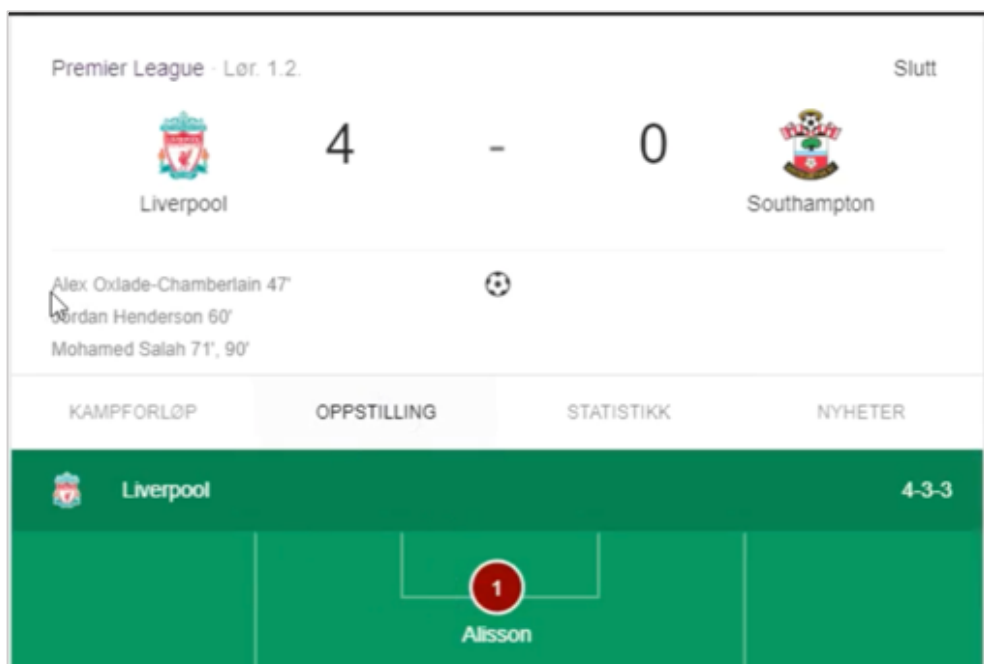 Premier League · Lør. 1.2. Slutt
4 - 0
Liverpool Southampton
Alex Oxlade-Chamberlain 47'
Jordan Henderson 60'
Mohamed Salah 71', 90'
KAMPFORLØP OPPSTILLING STATISTIKK NYHETER
Liverpool 4-3-3
1
Alisson